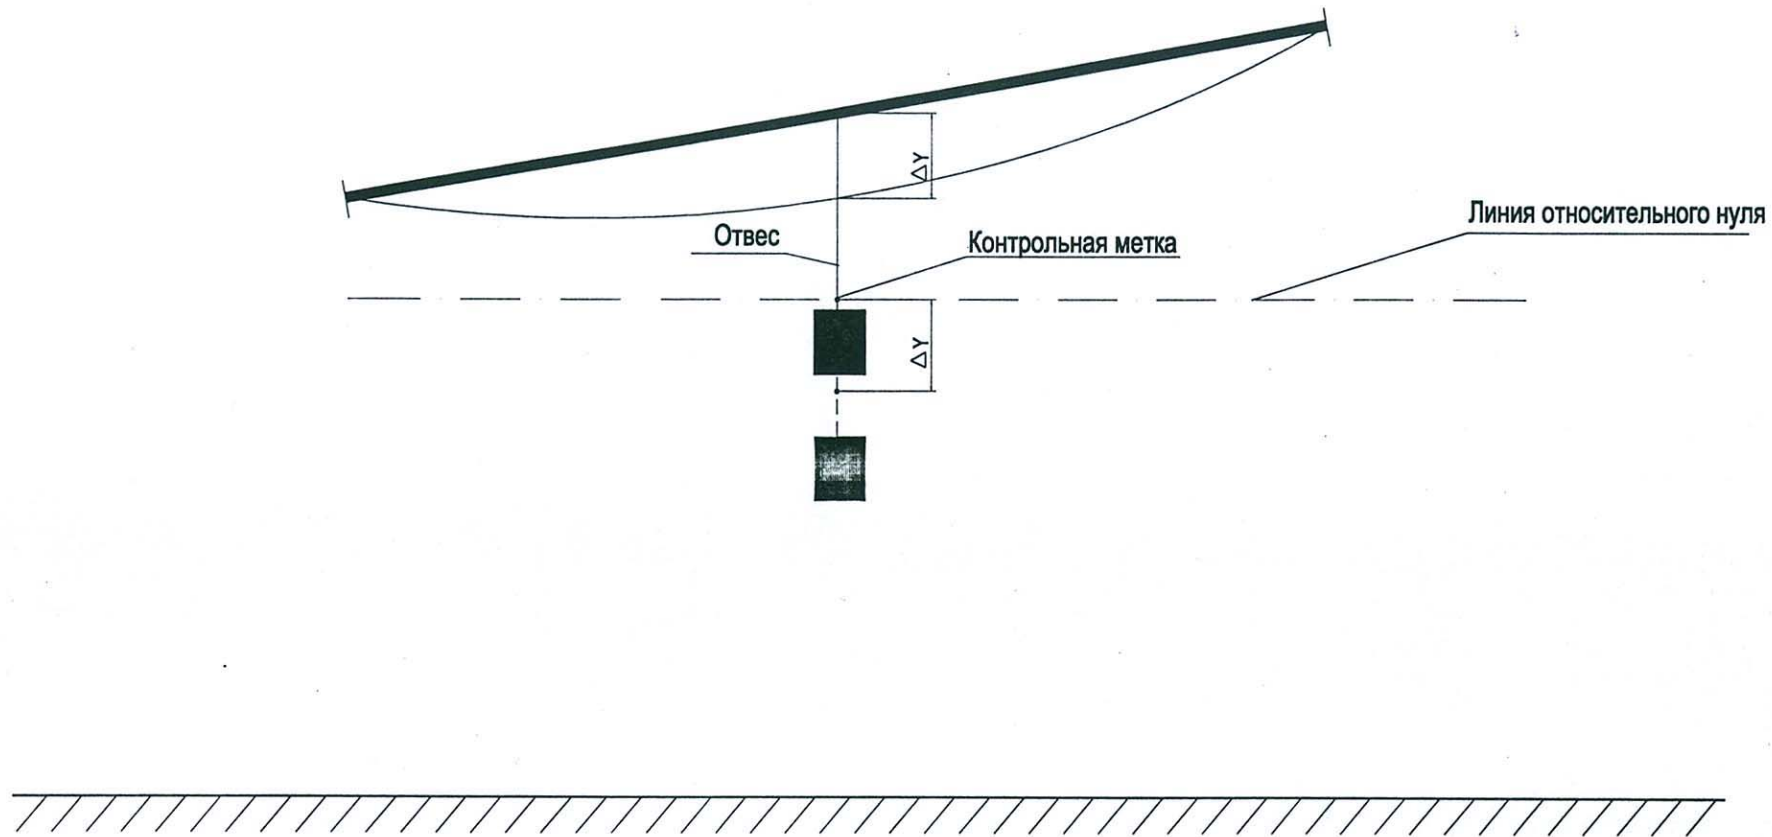 ΔY
Линия относительного нуля
Отвес
Контрольная метка
ΔY